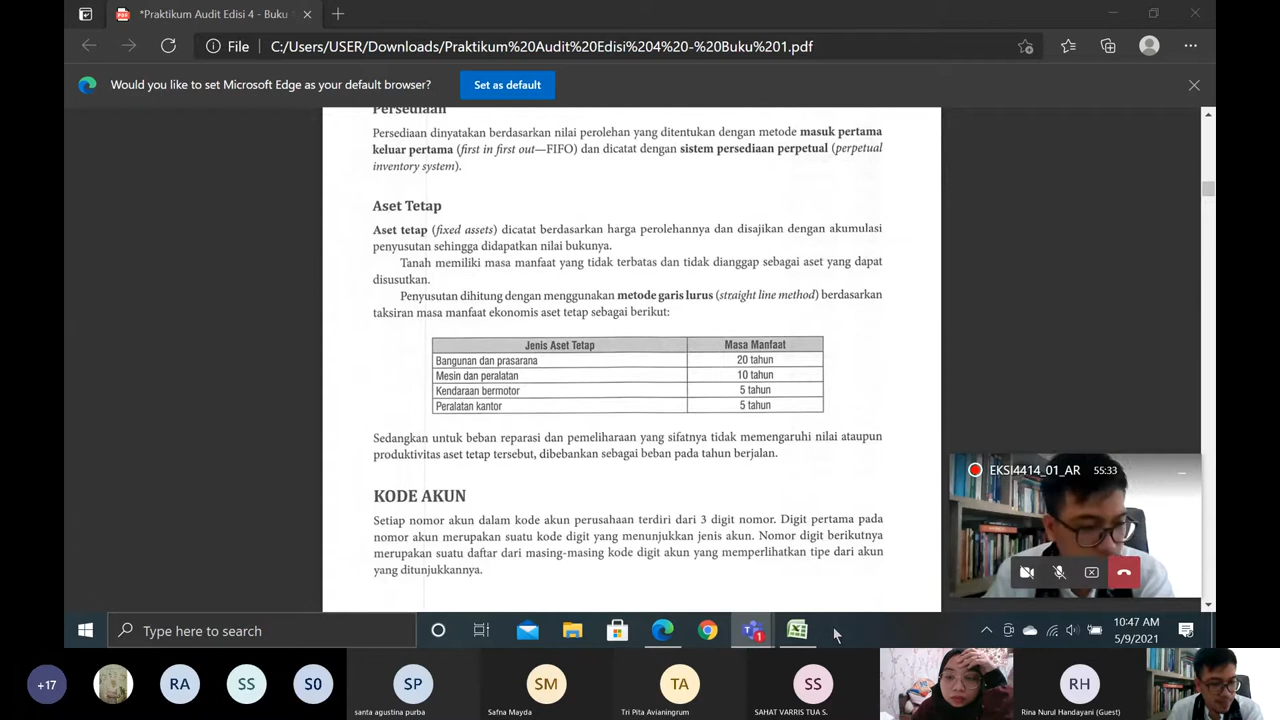 *Praktikum Audit Edisi 4 - Buku
File
C:/Users/USER/Downloads/Praktikum%20Audit%20Edisi%204%20-%20Buku%201.pdf
Would you like to set Microsoft Edge as your default browser?
Set as default
Persediaan
Persediaan dinyatakan berdasarkan nilai perolehan yang ditentukan dengan metode masuk pertama
keluar pertama (first in first out—FIFO) dan dicatat dengan sistem persediaan perpetual (perpetual
inventory system).
Aset Tetap
Aset tetap (fixed assets) dicatat berdasarkan harga perolehannya dan disajikan dengan akumulasi
penyusutan sehingga didapatkan nilai bukunya.
Tanah memiliki masa manfaat yang tidak terbatas dan tidak dianggap sebagai aset yang dapat
disusutkan.
Penyusutan dihitung dengan menggunakan metode garis lurus (straight line method) berdasarkan
taksiran masa manfaat ekonomis aset tetap sebagai berikut:
Jenis Aset Tetap Masa Manfaat
Bangunan dan prasarana 20 tahun
Mesin dan peralatan 10 tahun
Kendaraan bermotor 5 tahun
Peralatan kantor 5 tahun
Sedangkan untuk beban reparasi dan pemeliharaan yang sifatnya tidak memengaruhi nilai ataupun
produktivitas aset tetap tersebut, dibebankan sebagai beban pada tahun berjalan.
KODE AKUN
Setiap nomor akun dalam kode akun perusahaan terdiri dari 3 digit nomor. Digit pertama pada
nomor akun merupakan suatu kode digit yang menunjukkan jenis akun. Nomor digit berikutnya
merupakan suatu daftar dari masing-masing kode digit akun yang memperlihatkan tipe dari akun
yang ditunjukkannya.
EKSI4414_01_AR 55:33
Type here to search
1
10:47 AM
5/9/2021
+17
RA
SS
S0
SP
SM
TA
SS
RH
santa agustina purba
Safna Mayda
Tri Pita Avianingrum
SAHAT VARRIS TUA S.
Rina Nurul Handayani (Guest)